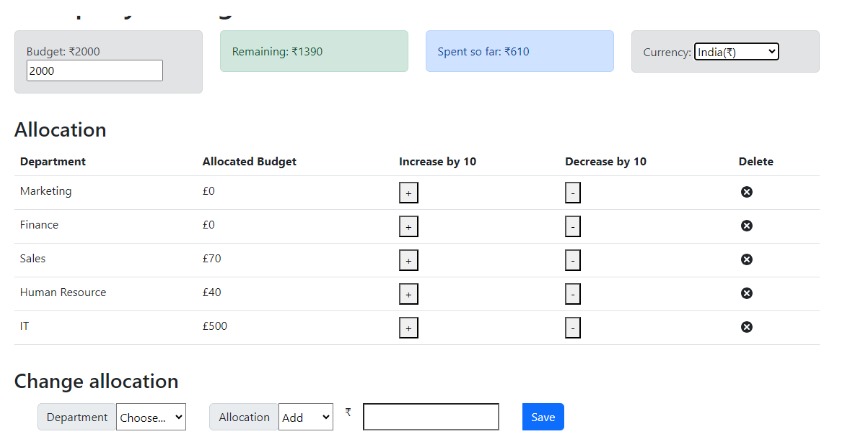 Budget: ₹2000
2000
Remaining: ₹1390
Spent so far: ₹610
Currency: India(₹)
Allocation
Department Allocated Budget Increase by 10 Decrease by 10 Delete
Marketing £0 + -
Finance £0 + -
Sales £70 + -
Human Resource £40 + -
IT £500 + -
Change allocation
Department Choose... Allocation Add ₹ Save